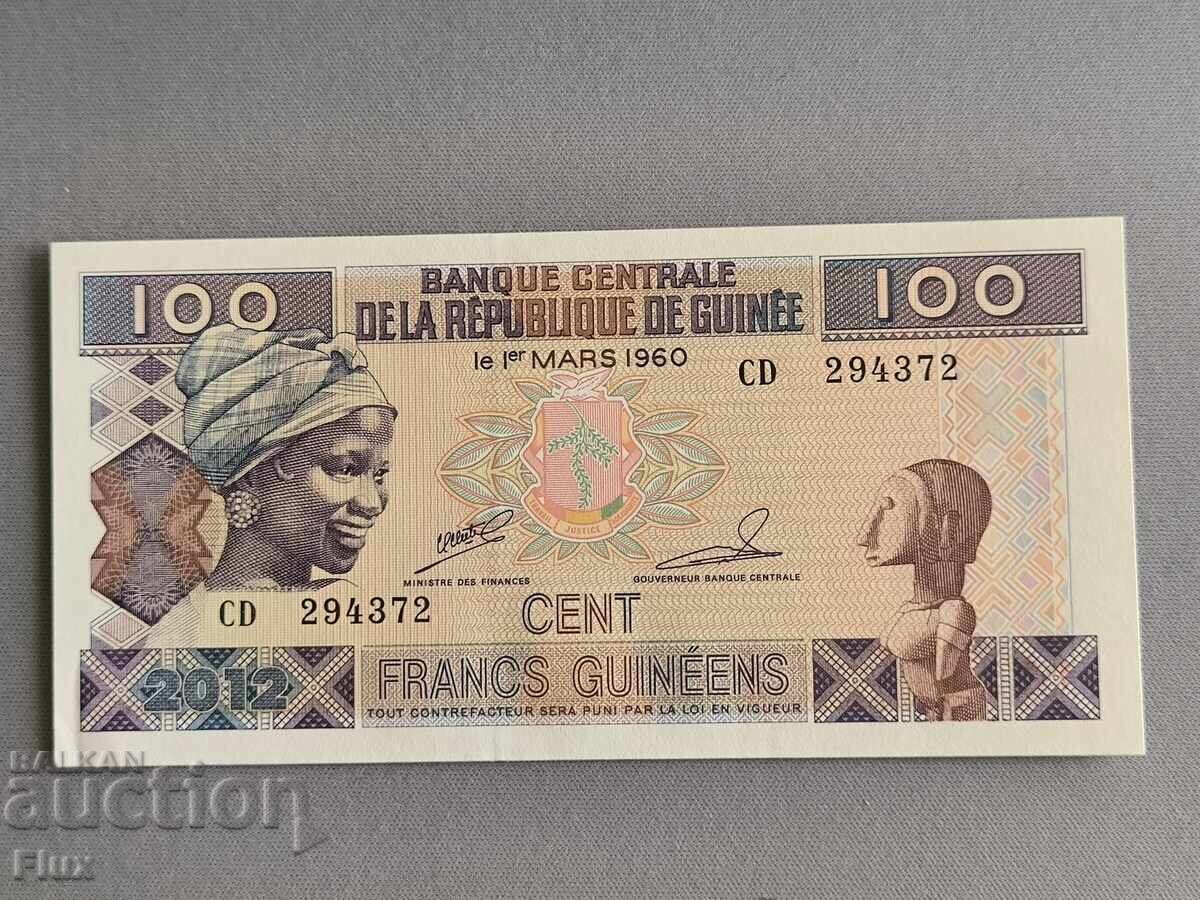 100
BANQUE CENTRALE
DE LA RÉPUBLIQUE DE GUINÉE
100
le 1er MARS 1960
CD 294372
JUSTICE
MINISTRE DES FINANCES
GOUVERNEUR BANQUE CENTRALE
CD 294372
CENT
2012
FRANCS GUINÉENS
TOUT CONTREFACTEUR SERA PUNI PAR LA LOI EN VIGUEUR
BALKAN
auction
Flux